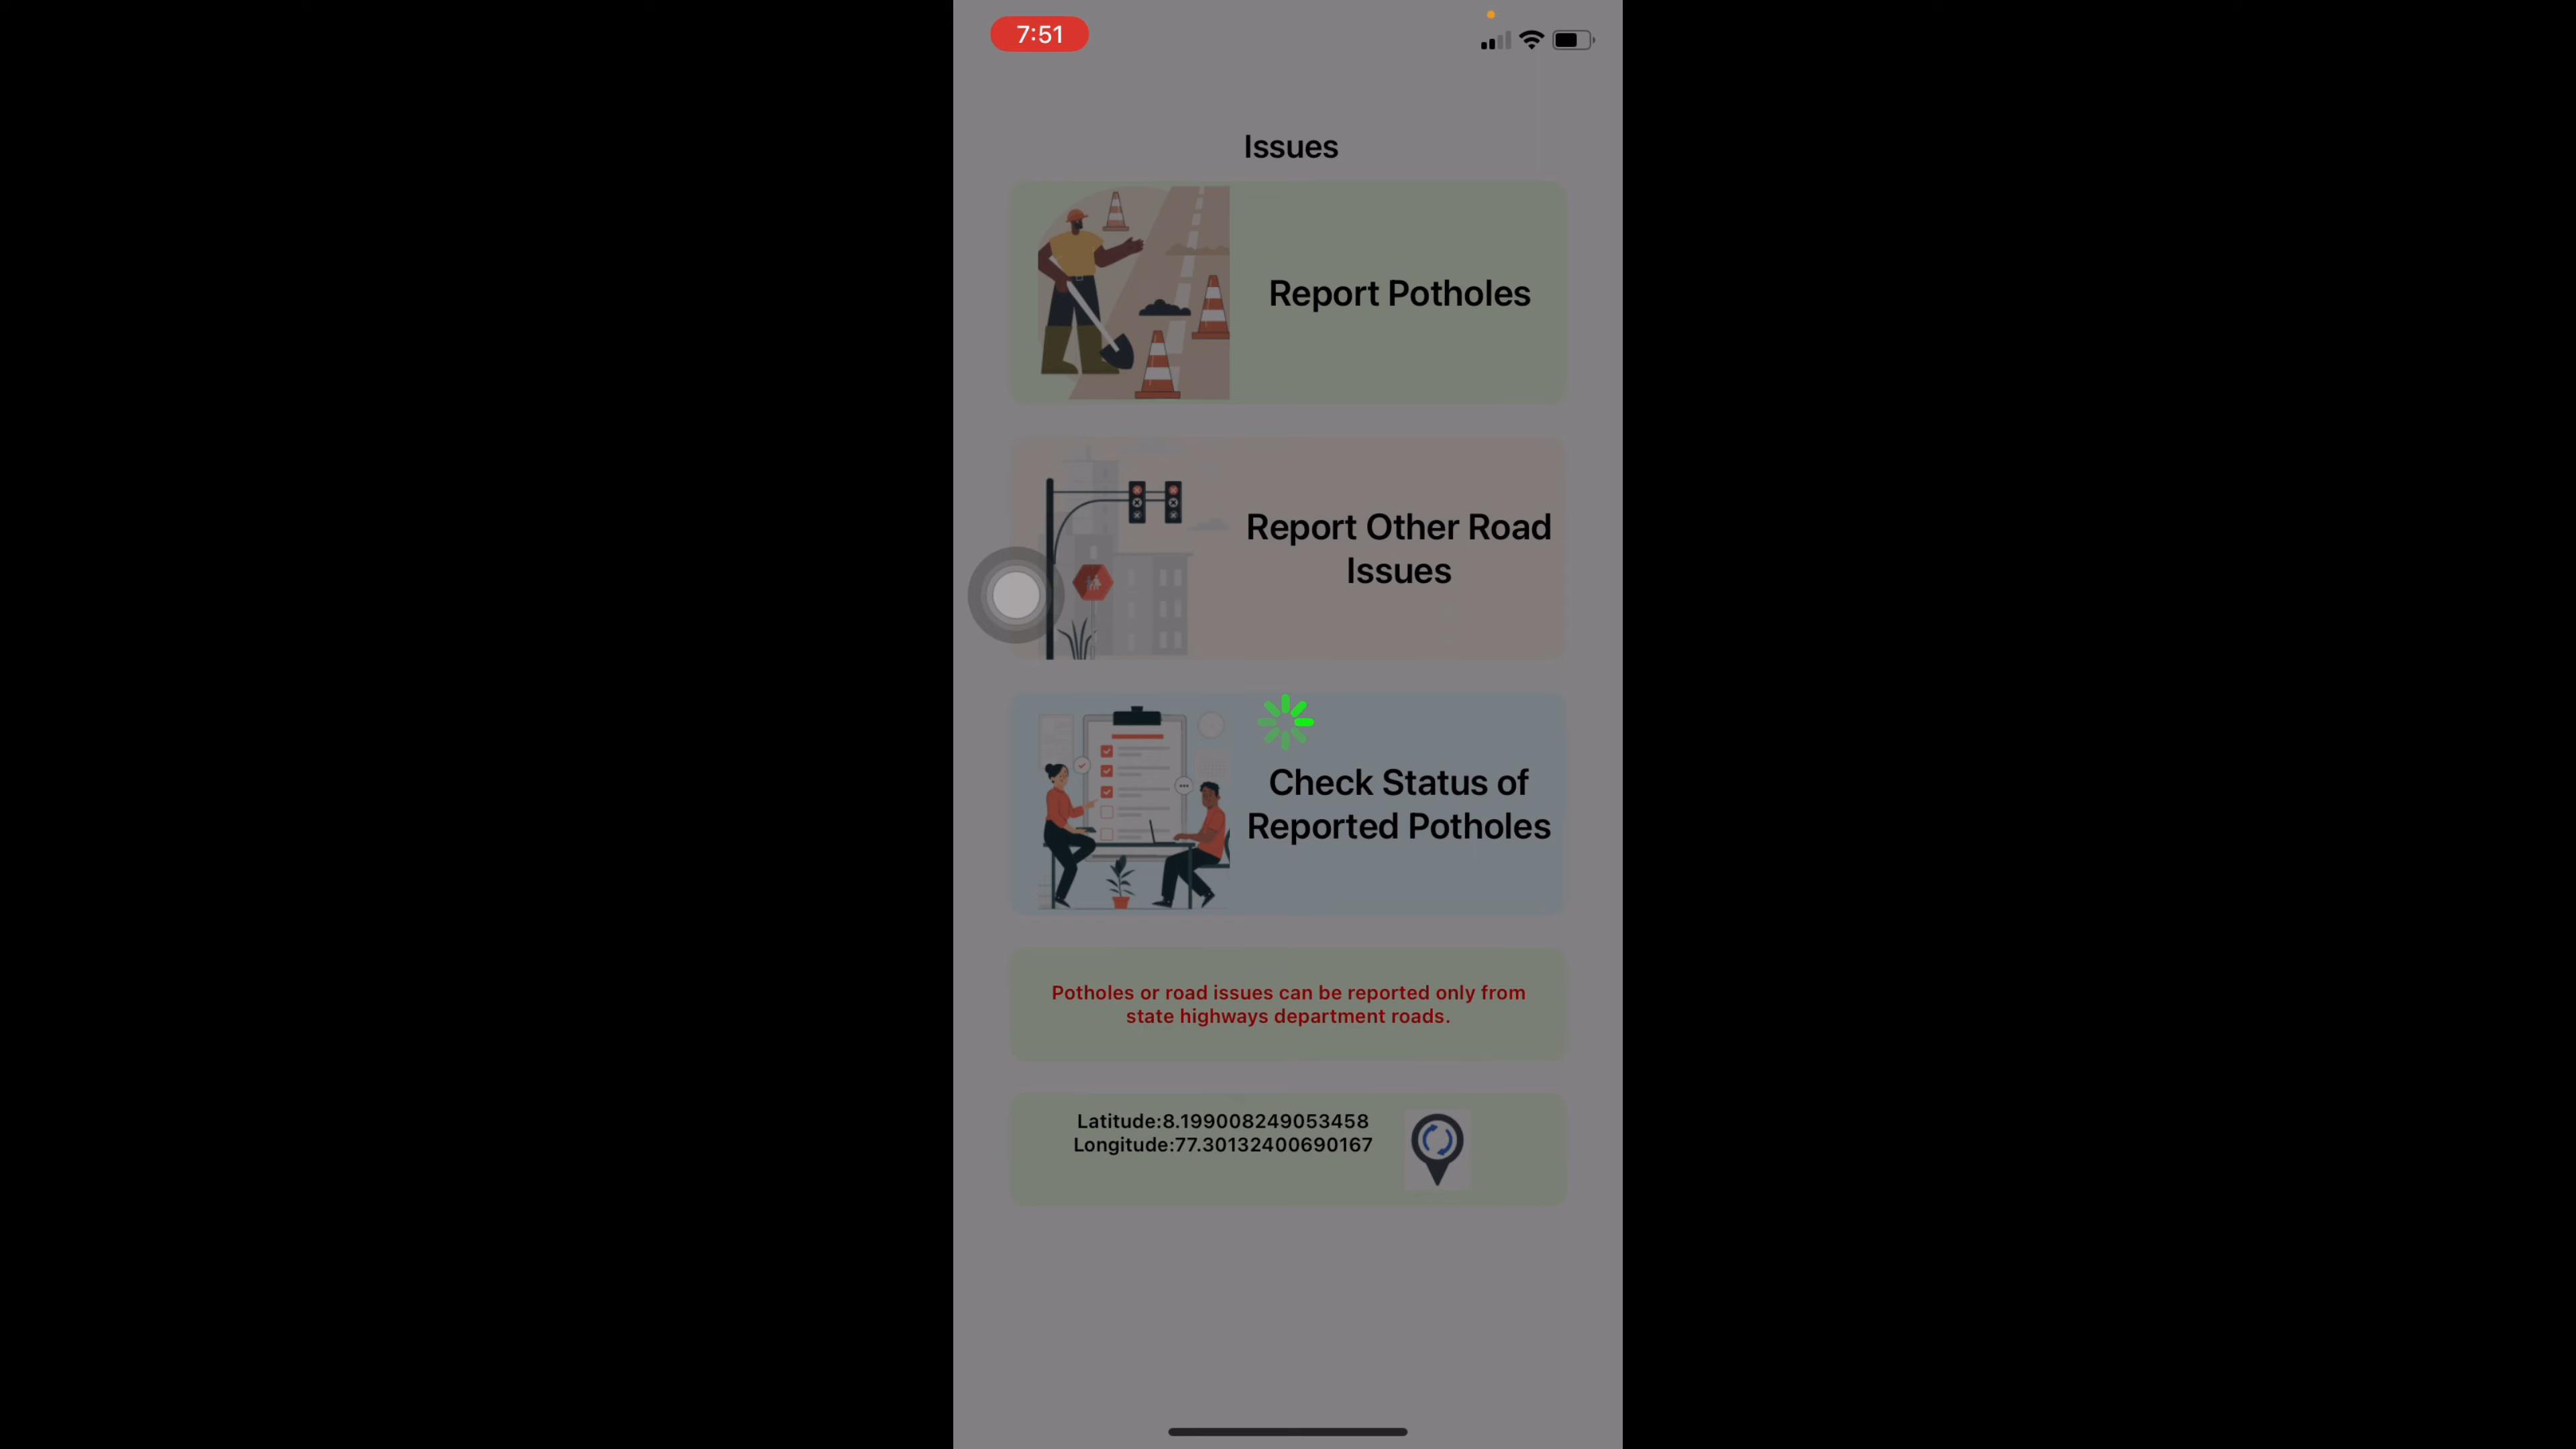 7:51
Issues
Report Potholes
Report Other Road
Issues
Check Status of
Reported Potholes
Potholes or road issues can be reported only from
state highways department roads.
Latitude:8.199008249053458
Longitude:77.30132400690167